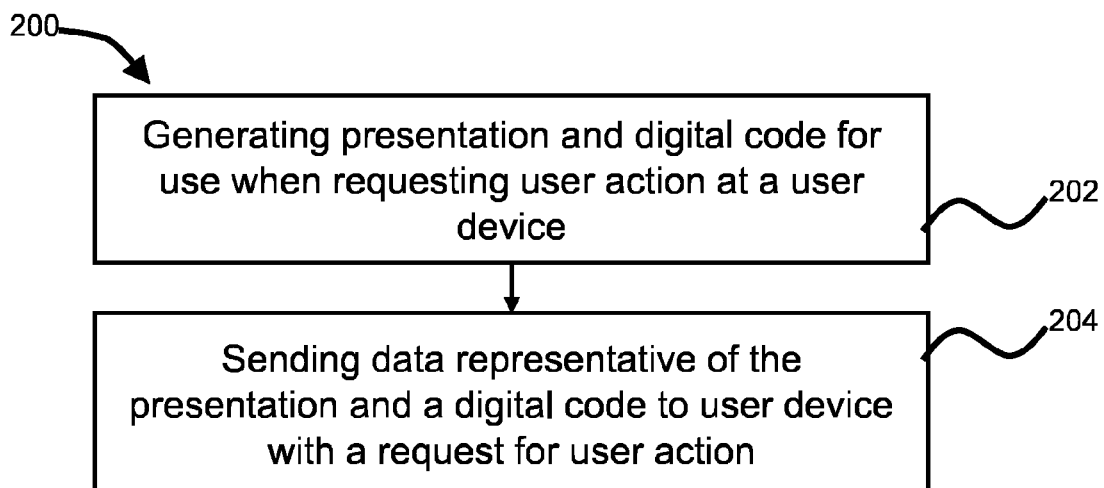 200
Generating presentation and digital code for
use when requesting user action at a user
device
202
204
Sending data representative of the
presentation and a digital code to user device
with a request for user action